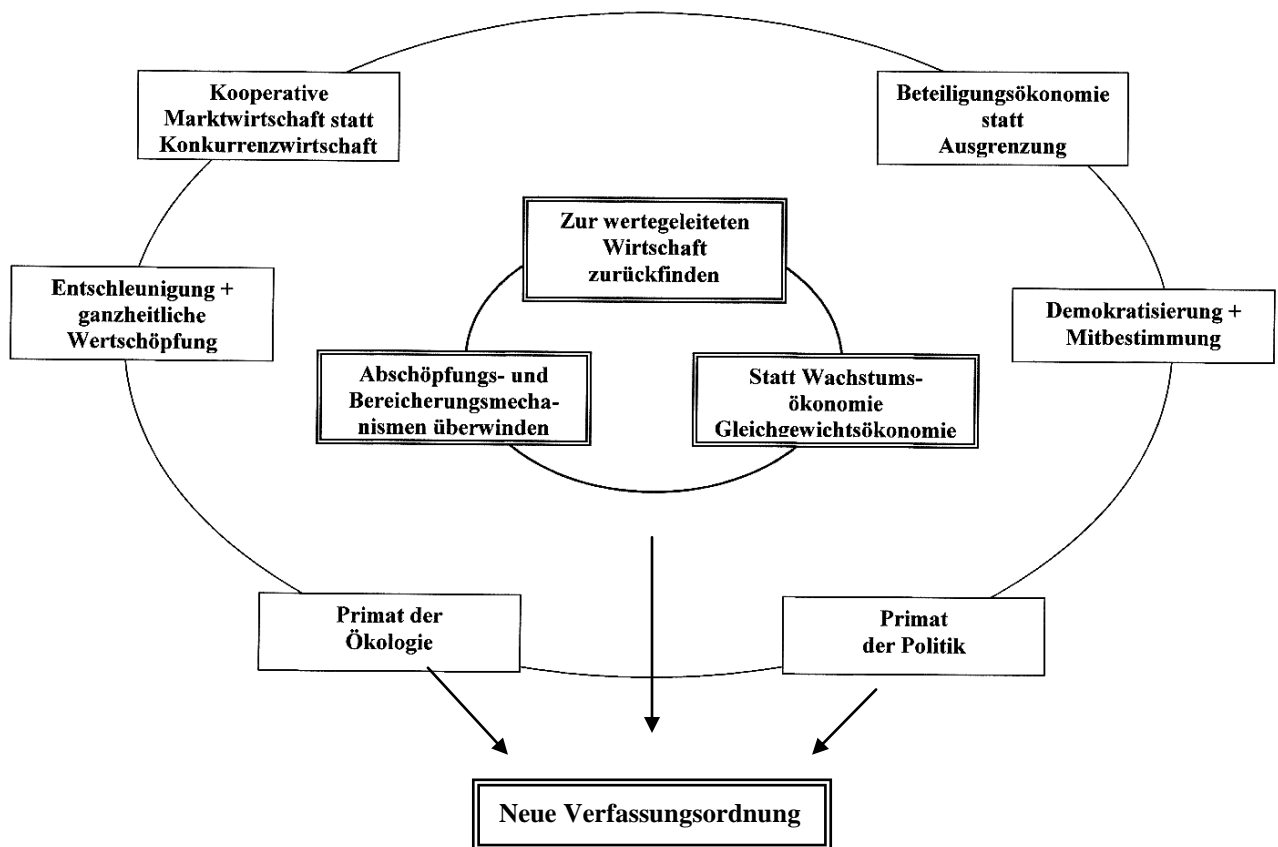 Kooperative
Marktwirtschaft statt
Konkurrenzwirtschaft
Beteiligungsökonomie
statt
Ausgrenzung
Zur wertegeleiteten
Wirtschaft
zurückfinden
Entschleunigung +
ganzheitliche
Wertschöpfung
Demokratisierung +
Mitbestimmung
Abschöpfungs- und
Bereicherungsmecha-
nismen überwinden
Statt Wachstums-
ökonomie
Gleichgewichtsökonomie
Primat der
Ökologie
Primat
der Politik
Neue Verfassungsordnung